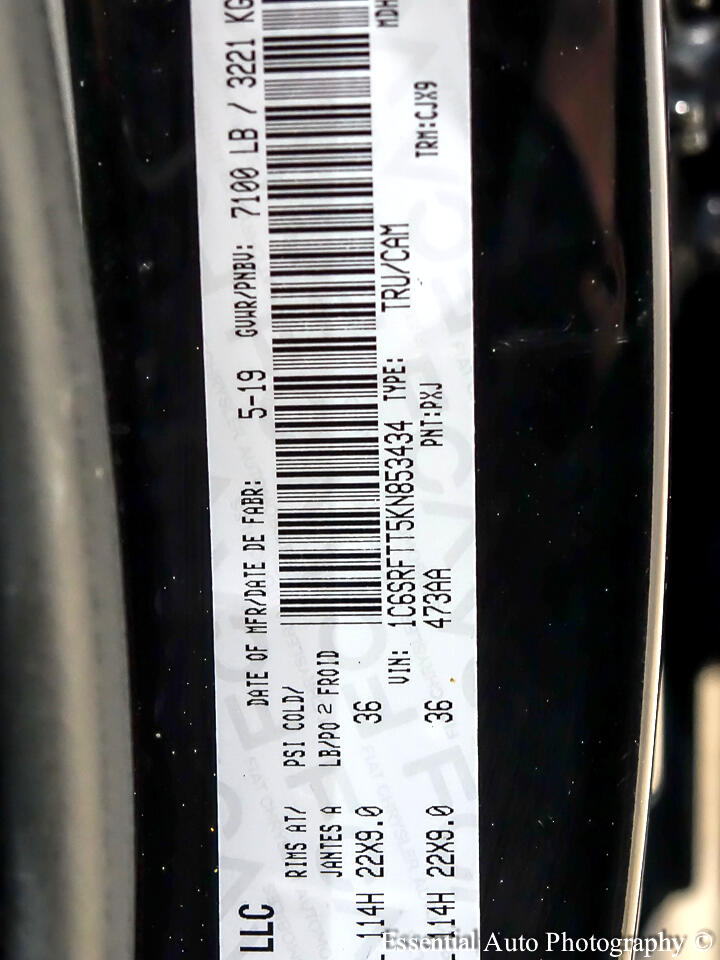 LLC
DATE OF MFR/DATE DE FABR: 5-19 GVWR/PNBV: 7100 LB / 3221 KG
RIMS AT/ PSI COLD/
JANTES A LB/PO 2 FROID
114H 22X9.0 36
VIN: 1C6SRFTT5KN853434 TYPE: TRU/CAM
114H 22X9.0 36 473AA PNT:PXJ TRM:CJX9
Essential Auto Photography ©